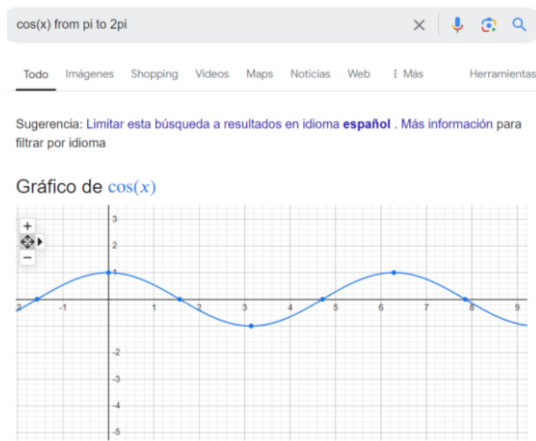 cos(x) from pi to 2pi
Todo Imágenes Shopping Videos Maps Noticias Web Más Herramientas
Sugerencia: Limitar esta búsqueda a resultados en idioma español . Más información para
filtrar por idioma
Gráfico de cos(x)
3
2
1
-2 -1 1 2 3 4 5 6 7 8 9
-2
-3
-4
-5